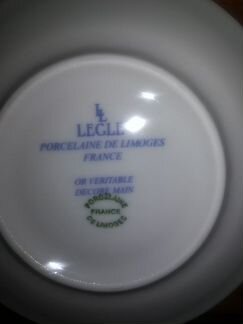 LL
LEGLE
PORCELAINE DE LIMOGES
FRANCE
OR VERITABLE
DECORE MAIN
PORCELAINE
FRANCE
DE LIMOGES